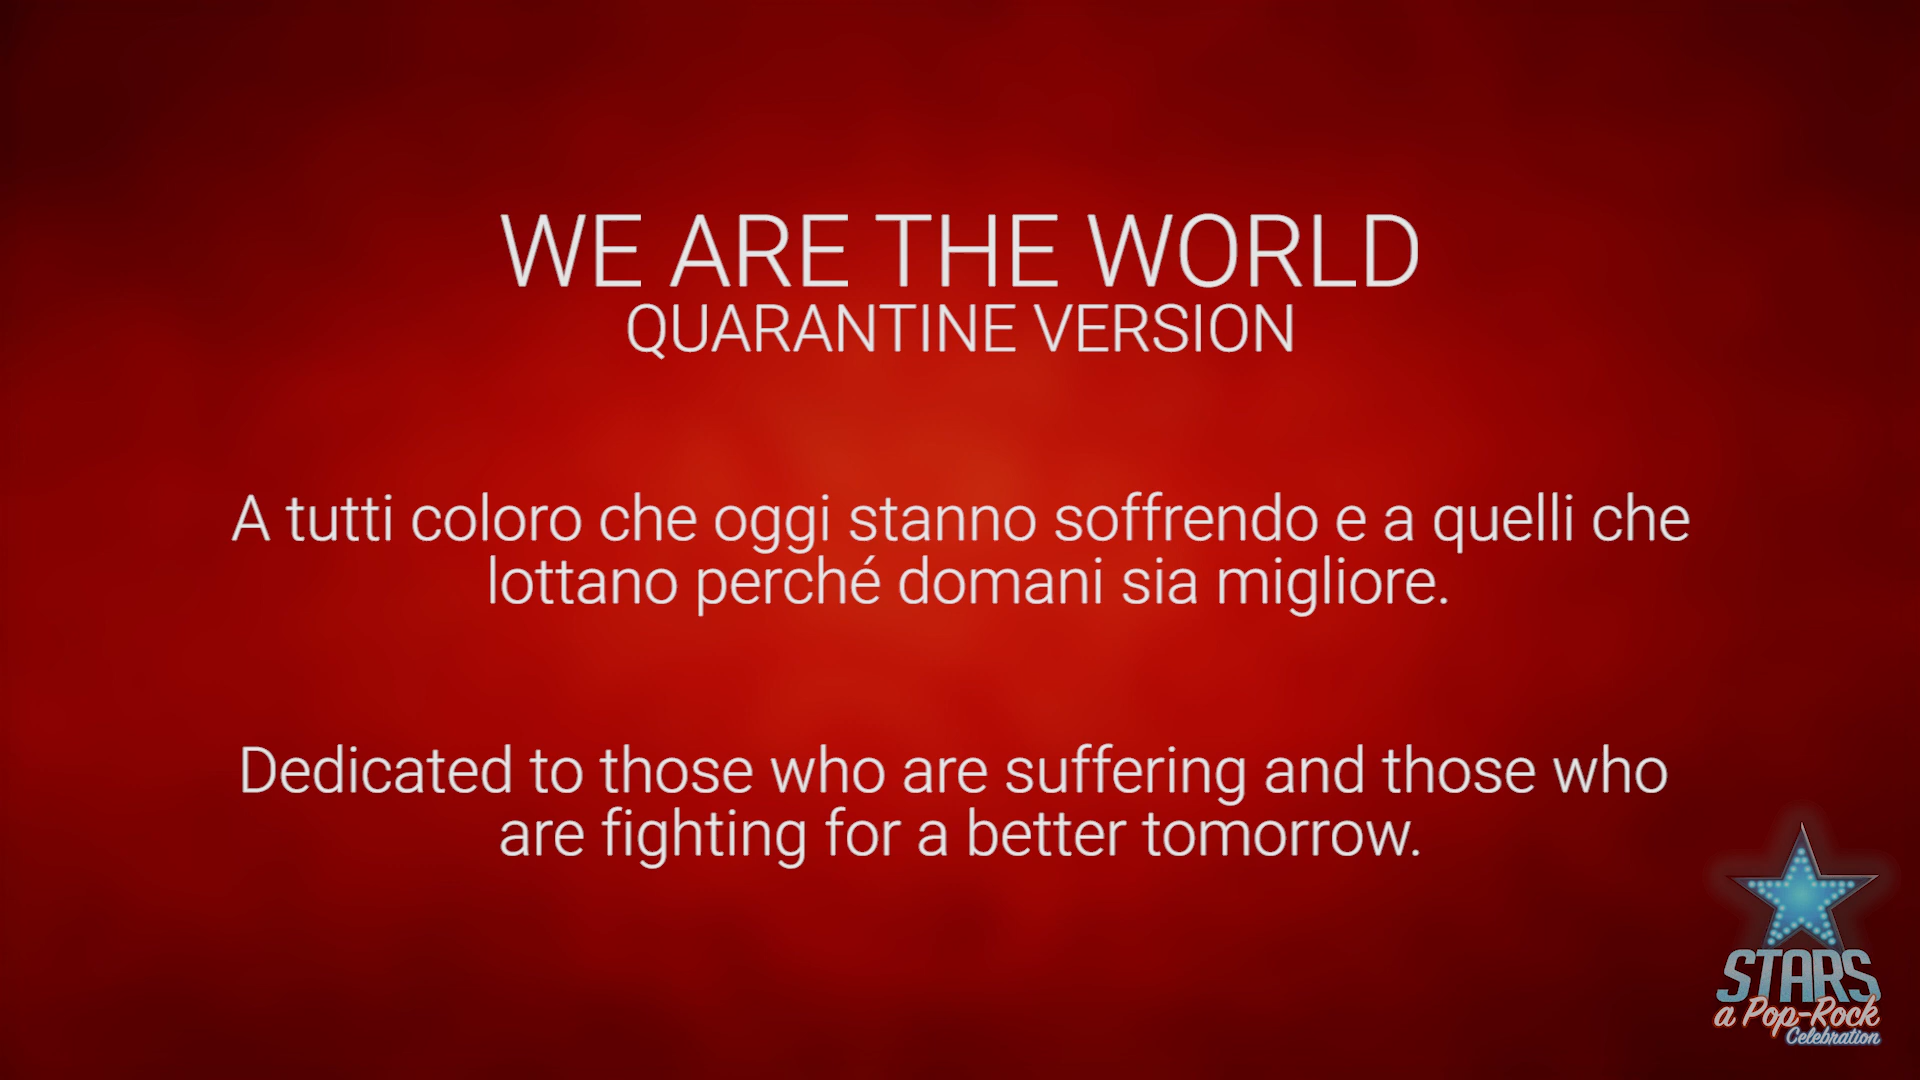 WE ARE THE WORLD
QUARANTINE VERSION
A tutti coloro che oggi stanno soffrendo e a quelli che
lottano perché domani sia migliore.
Dedicated to those who are suffering and those who
are fighting for a better tomorrow.
STARS
a Pop-Rock
Celebration